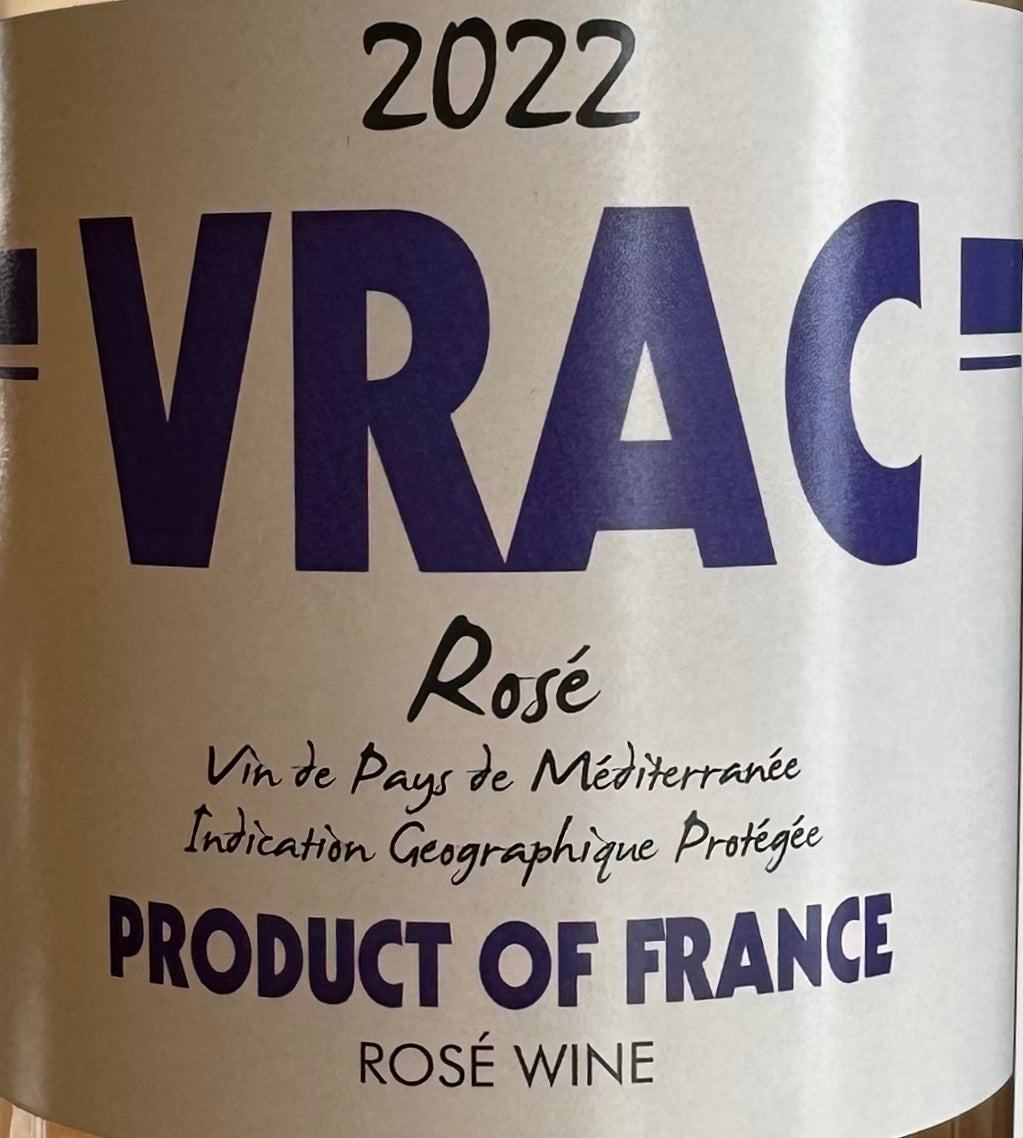 2022
VRAC
Rosé
Vin de Pays de Méditerranée
Indication Geographique Protégée
PRODUCT OF FRANCE
ROSÉ WINE